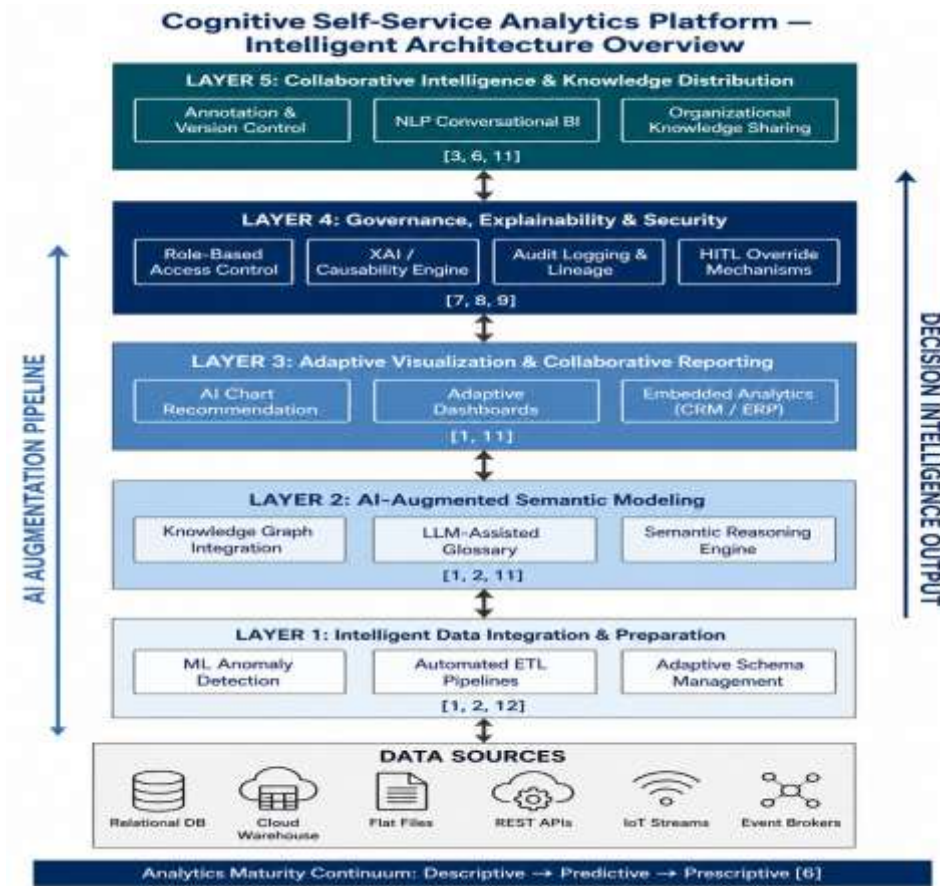 Cognitive Self-Service Analytics Platform —
Intelligent Architecture Overview
LAYER 5: Collaborative Intelligence & Knowledge Distribution
Annotation &
Version Control
NLP Conversational BI
Organizational
Knowledge Sharing
[3, 6, 11]
LAYER 4: Governance, Explainability & Security
Role-Based
Access Control
XAI /
Causability Engine
Audit Logging &
Lineage
HITL Override
Mechanisms
[7, 8, 9]
LAYER 3: Adaptive Visualization & Collaborative Reporting
AI Chart
Recommendation
Adaptive
Dashboards
Embedded Analytics
(CRM / ERP)
[1, 11]
LAYER 2: AI-Augmented Semantic Modeling
Knowledge Graph
Integration
LLM-Assisted
Glossary
Semantic Reasoning
Engine
[1, 2, 11]
LAYER 1: Intelligent Data Integration & Preparation
ML Anomaly
Detection
Automated ETL
Pipelines
Adaptive Schema
Management
[1, 2, 12]
DATA SOURCES
Relational DB
Cloud
Warehouse
Flat Files
REST APIs
IoT Streams
Event Brokers
Analytics Maturity Continuum: Descriptive → Predictive → Prescriptive [6]
AI AUGMENTATION PIPELINE
DECISION INTELLIGENCE OUTPUT